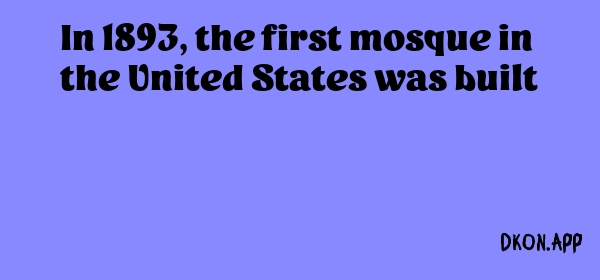 In 1893, the first mosque in
the United States was built
DKON.APP